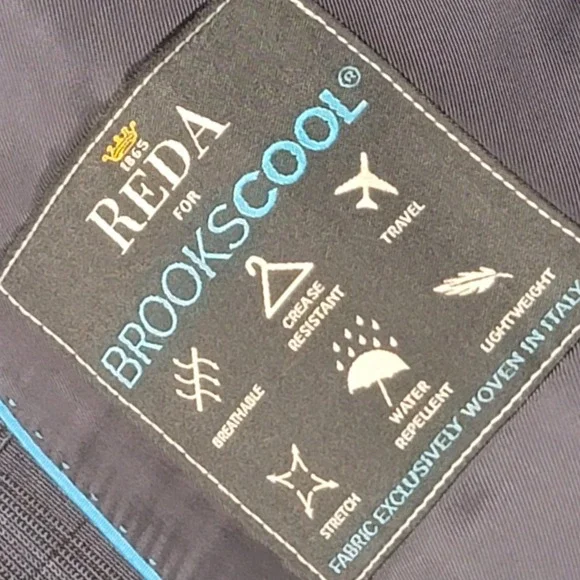 1865
REDA
FOR
BROOKSCOOL®
TRAVEL
CREASE
RESISTANT
LIGHTWEIGHT
BREATHABLE
WATER
REPELLENT
STRETCH
FABRIC EXCLUSIVELY WOVEN IN ITALY